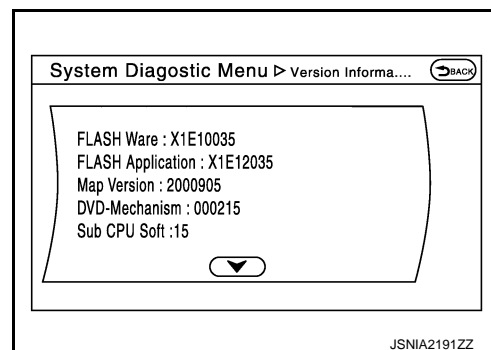 System Diagostic Menu ▷ Version Informa....
BACK
FLASH Ware : X1E10035
FLASH Application : X1E12035
Map Version : 2000905
DVD-Mechanism : 000215
Sub CPU Soft :15
JSNIA2191ZZ